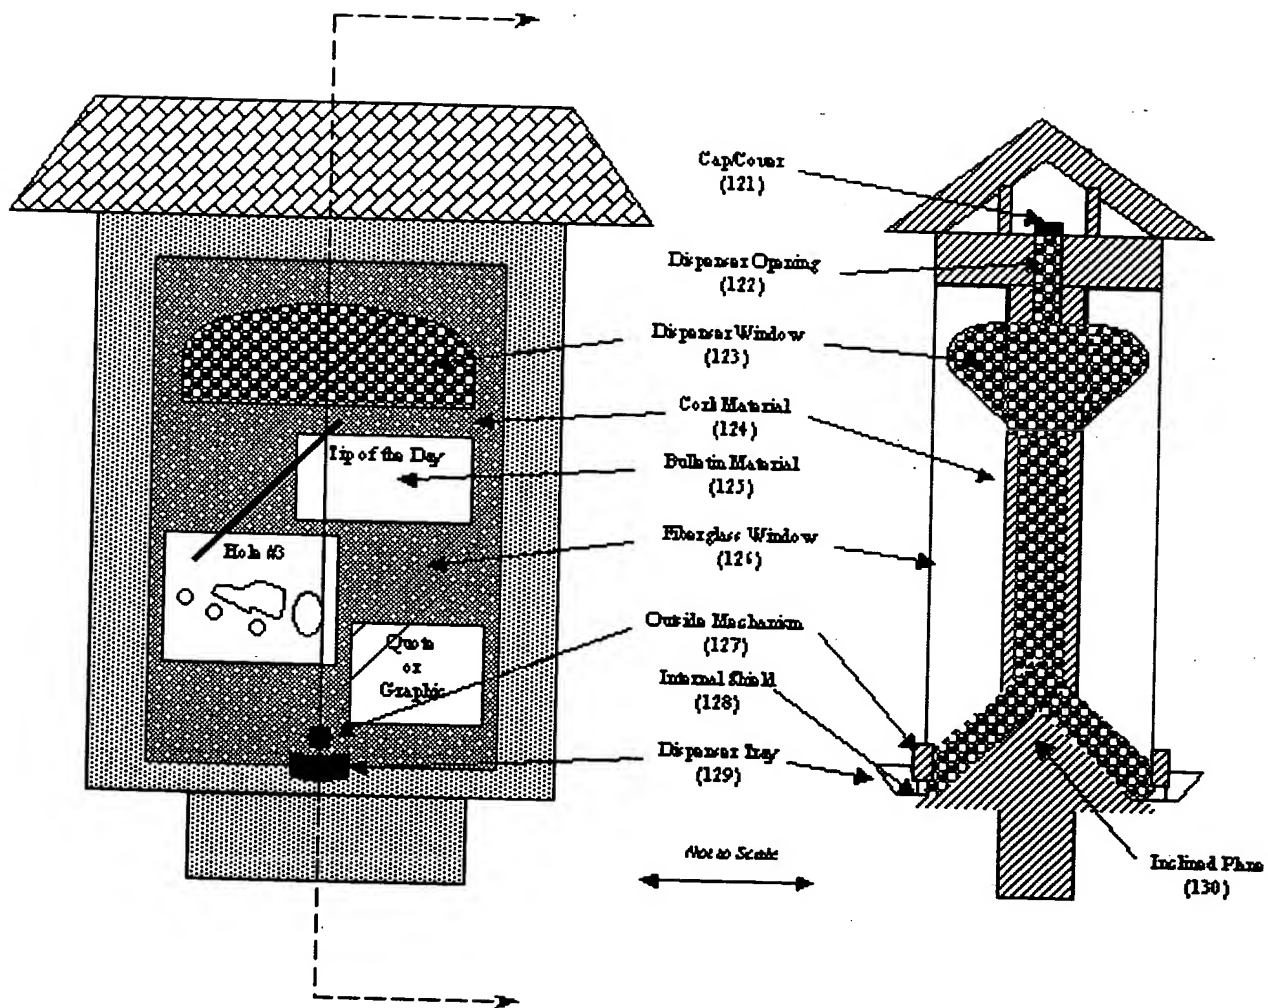 Cap/Cover
(121)
Dispenser Opening
(122)
Dispenser Window
(123)
Cork Material
(124)
Tip of the Day
Bulletin Material
(125)
Hole #3
Fiberglass Window
(126)
Quote
or
Graphic
Outside Mechanism
(127)
Internal Shield
(128)
Dispenser Tray
(129)
Not to Scale
Inclined Plane
(130)